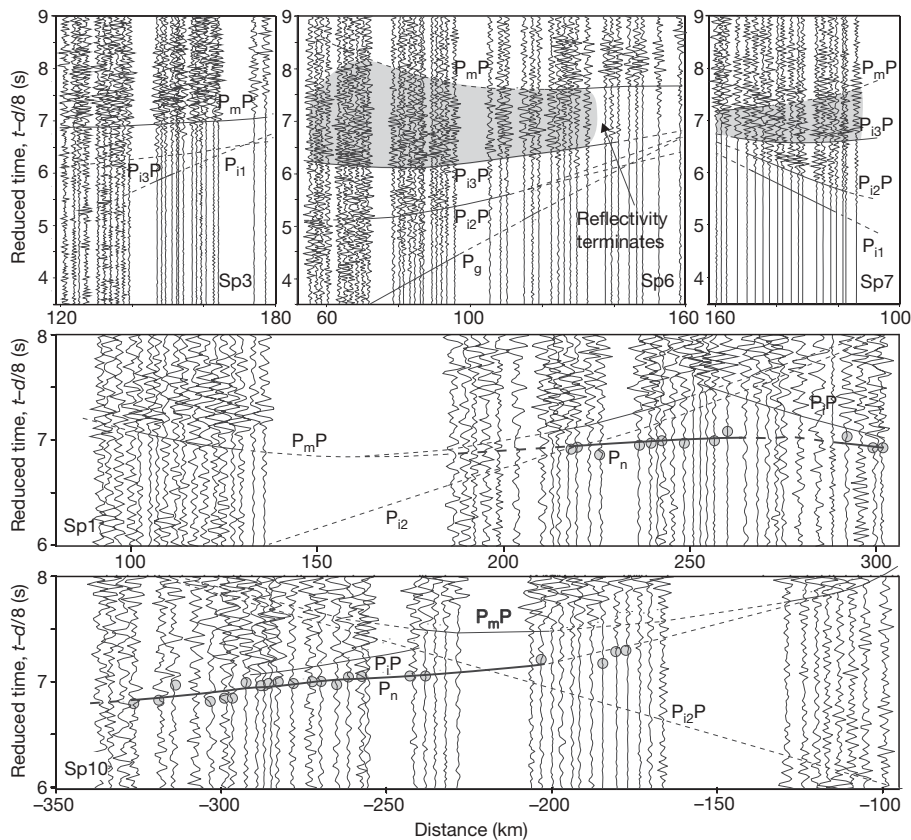 Reduced time, t–d/8 (s)
9
8
7
6
5
4
PmP
Pi3P
Pi1
Sp3
120
180
PmP
Pi3P
Pi2P
Pg
Reflectivity
terminates
Sp6
60
100
160
PmP
Pi3P
Pi2P
Pi1
Sp7
160
100
Reduced time, t–d/8 (s)
8
7
6
PmP
Pi2
Pn
PiP
Sp1
100
150
200
250
300
Reduced time, t–d/8 (s)
8
7
6
PmP
PiP
Pn
Pi2P
Sp10
–350
–300
–250
–200
–150
–100
Distance (km)